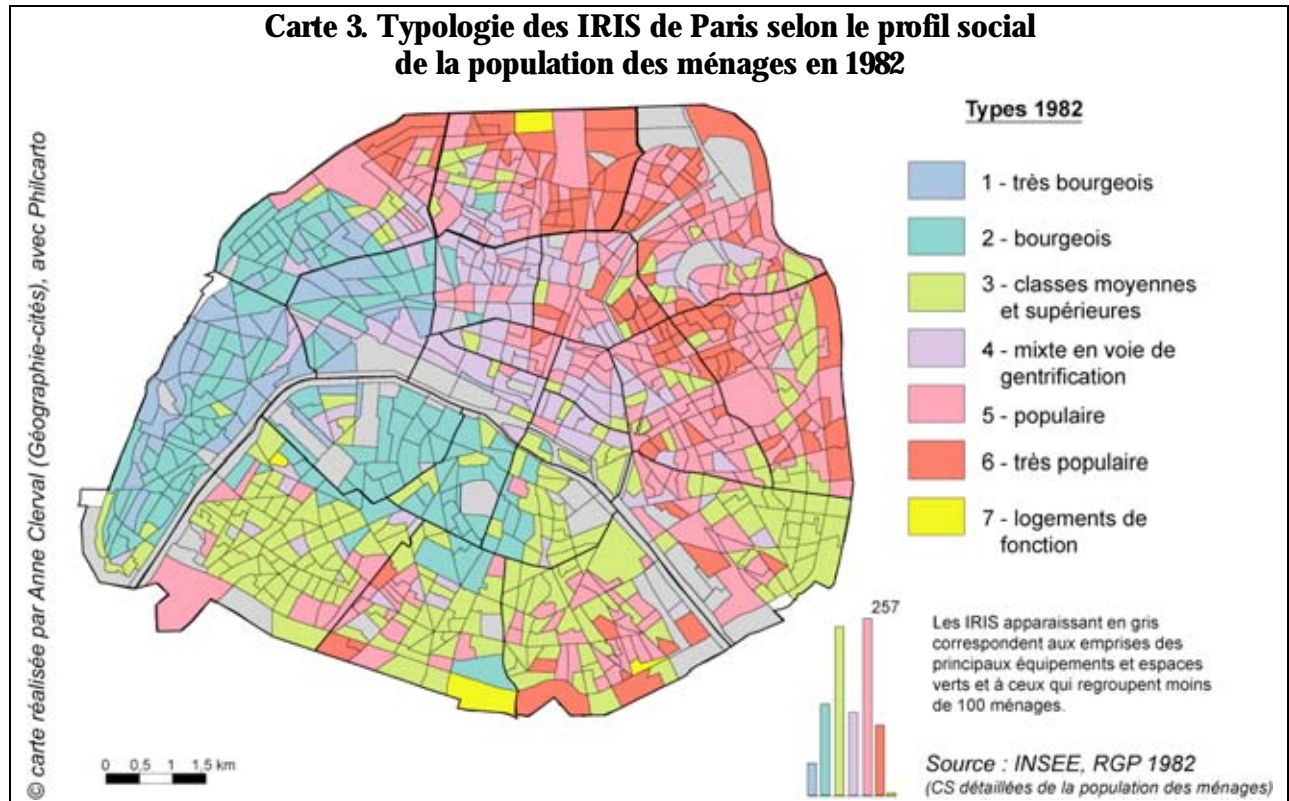 Carte 3. Typologie des IRIS de Paris selon le profil social
de la population des ménages en 1982
© carte réalisée par Anne Clerval (Géographie-cités), avec Philcarto
Types 1982
1 - très bourgeois
2 - bourgeois
3 - classes moyennes
et supérieures
4 - mixte en voie de
gentrification
5 - populaire
6 - très populaire
7 - logements de
fonction
257
Les IRIS apparaissant en gris
correspondent aux emprises des
principaux équipements et espaces
verts et à ceux qui regroupent moins
de 100 ménages.
0 0,5 1 1,5 km
Source : INSEE, RGP 1982
(CS détaillées de la population des ménages)